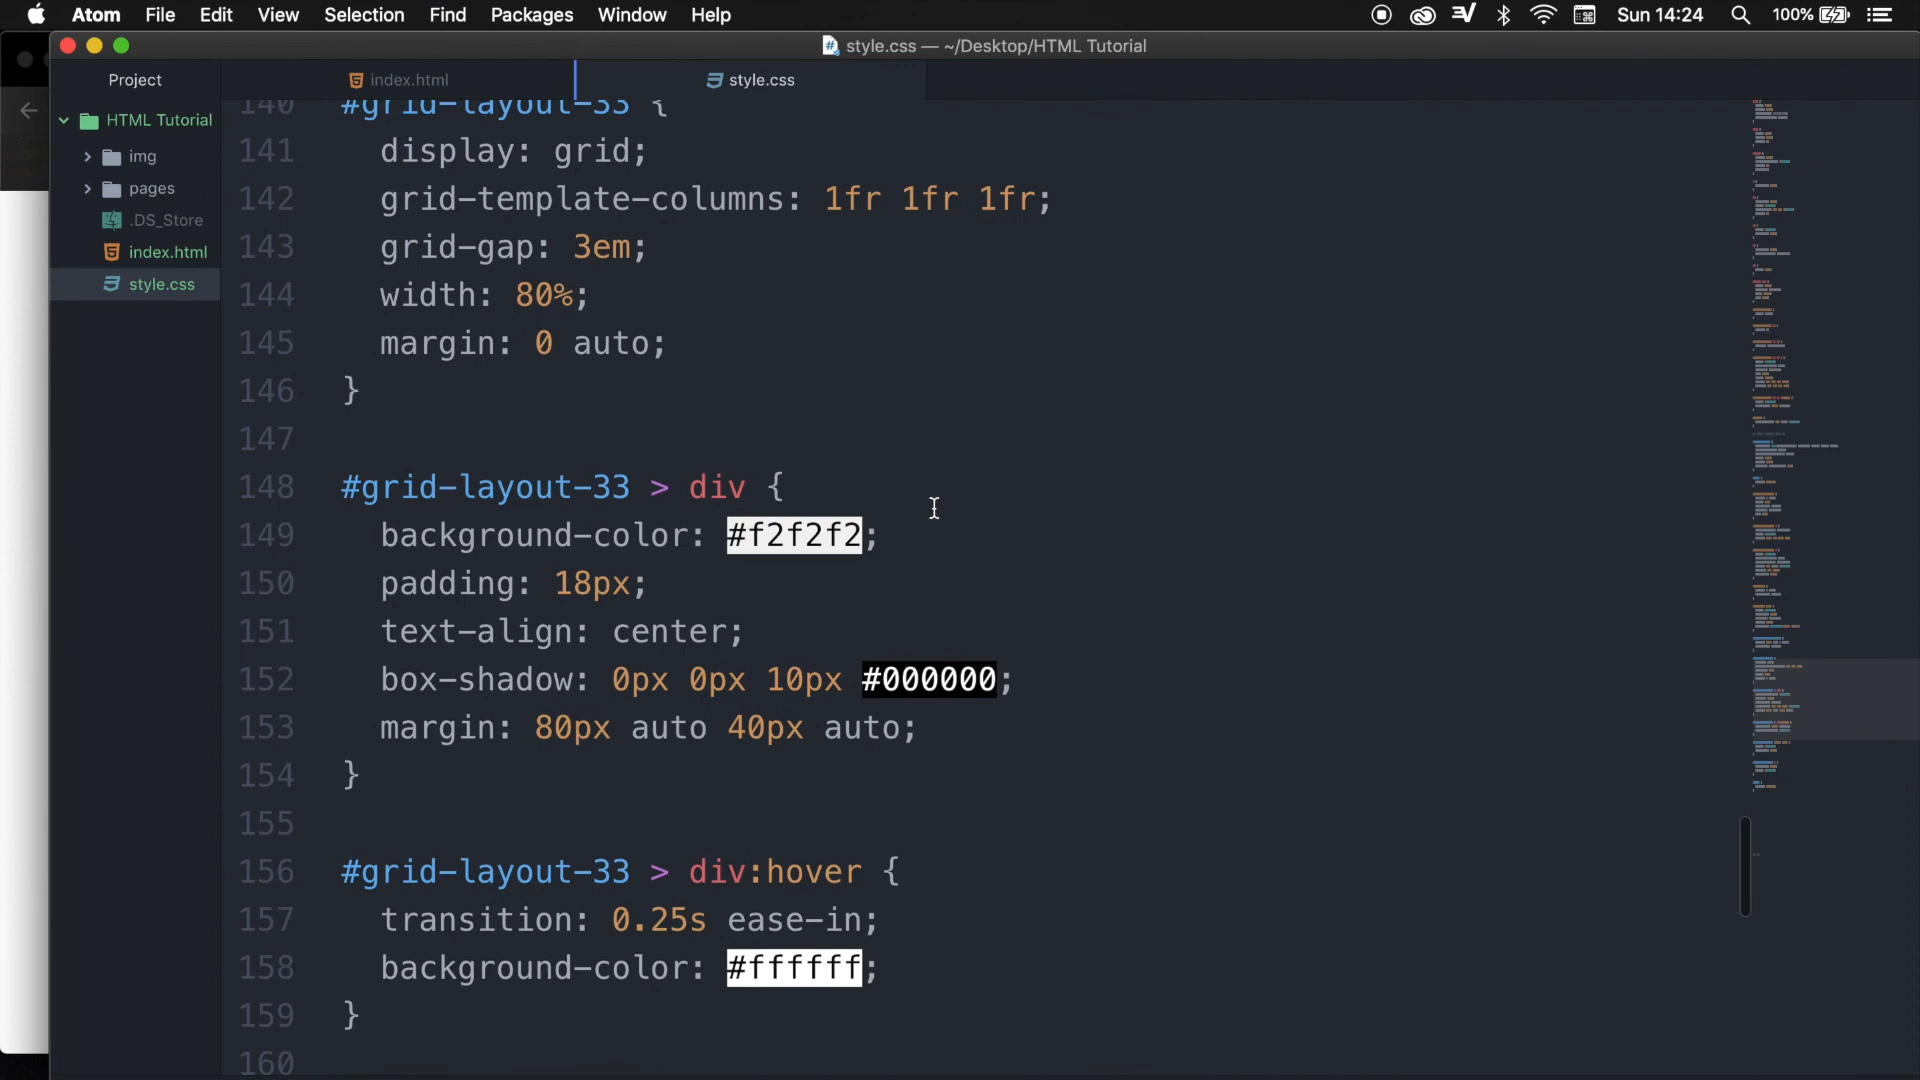 Atom File Edit View Selection Find Packages Window Help Sun 14:24 100%
style.css — ~/Desktop/HTML Tutorial
Project
index.html
style.css
HTML Tutorial
img
pages
.DS_Store
index.html
style.css
140 #grid-layout-33 {
141 display: grid;
142 grid-template-columns: 1fr 1fr 1fr;
143 grid-gap: 3em;
144 width: 80%;
145 margin: 0 auto;
146 }
147
148 #grid-layout-33 > div {
149 background-color: #f2f2f2;
150 padding: 18px;
151 text-align: center;
152 box-shadow: 0px 0px 10px #000000;
153 margin: 80px auto 40px auto;
154 }
155
156 #grid-layout-33 > div:hover {
157 transition: 0.25s ease-in;
158 background-color: #ffffff;
159 }
160